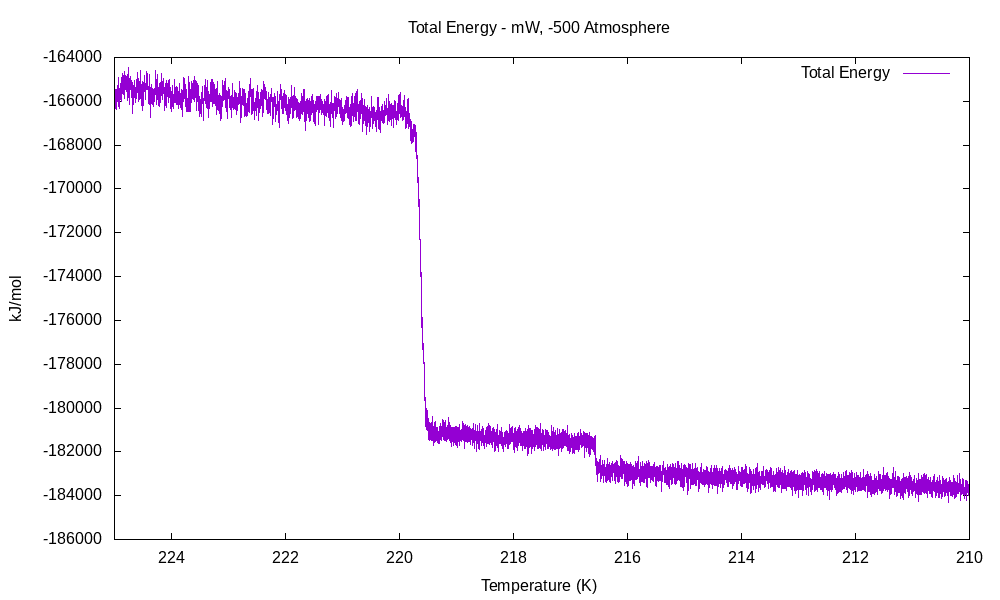 Total Energy - mW, -500 Atmosphere
Total Energy
-164000
-166000
-168000
-170000
-172000
-174000
-176000
-178000
-180000
-182000
-184000
-186000
kJ/mol
224 222 220 218 216 214 212 210
Temperature (K)